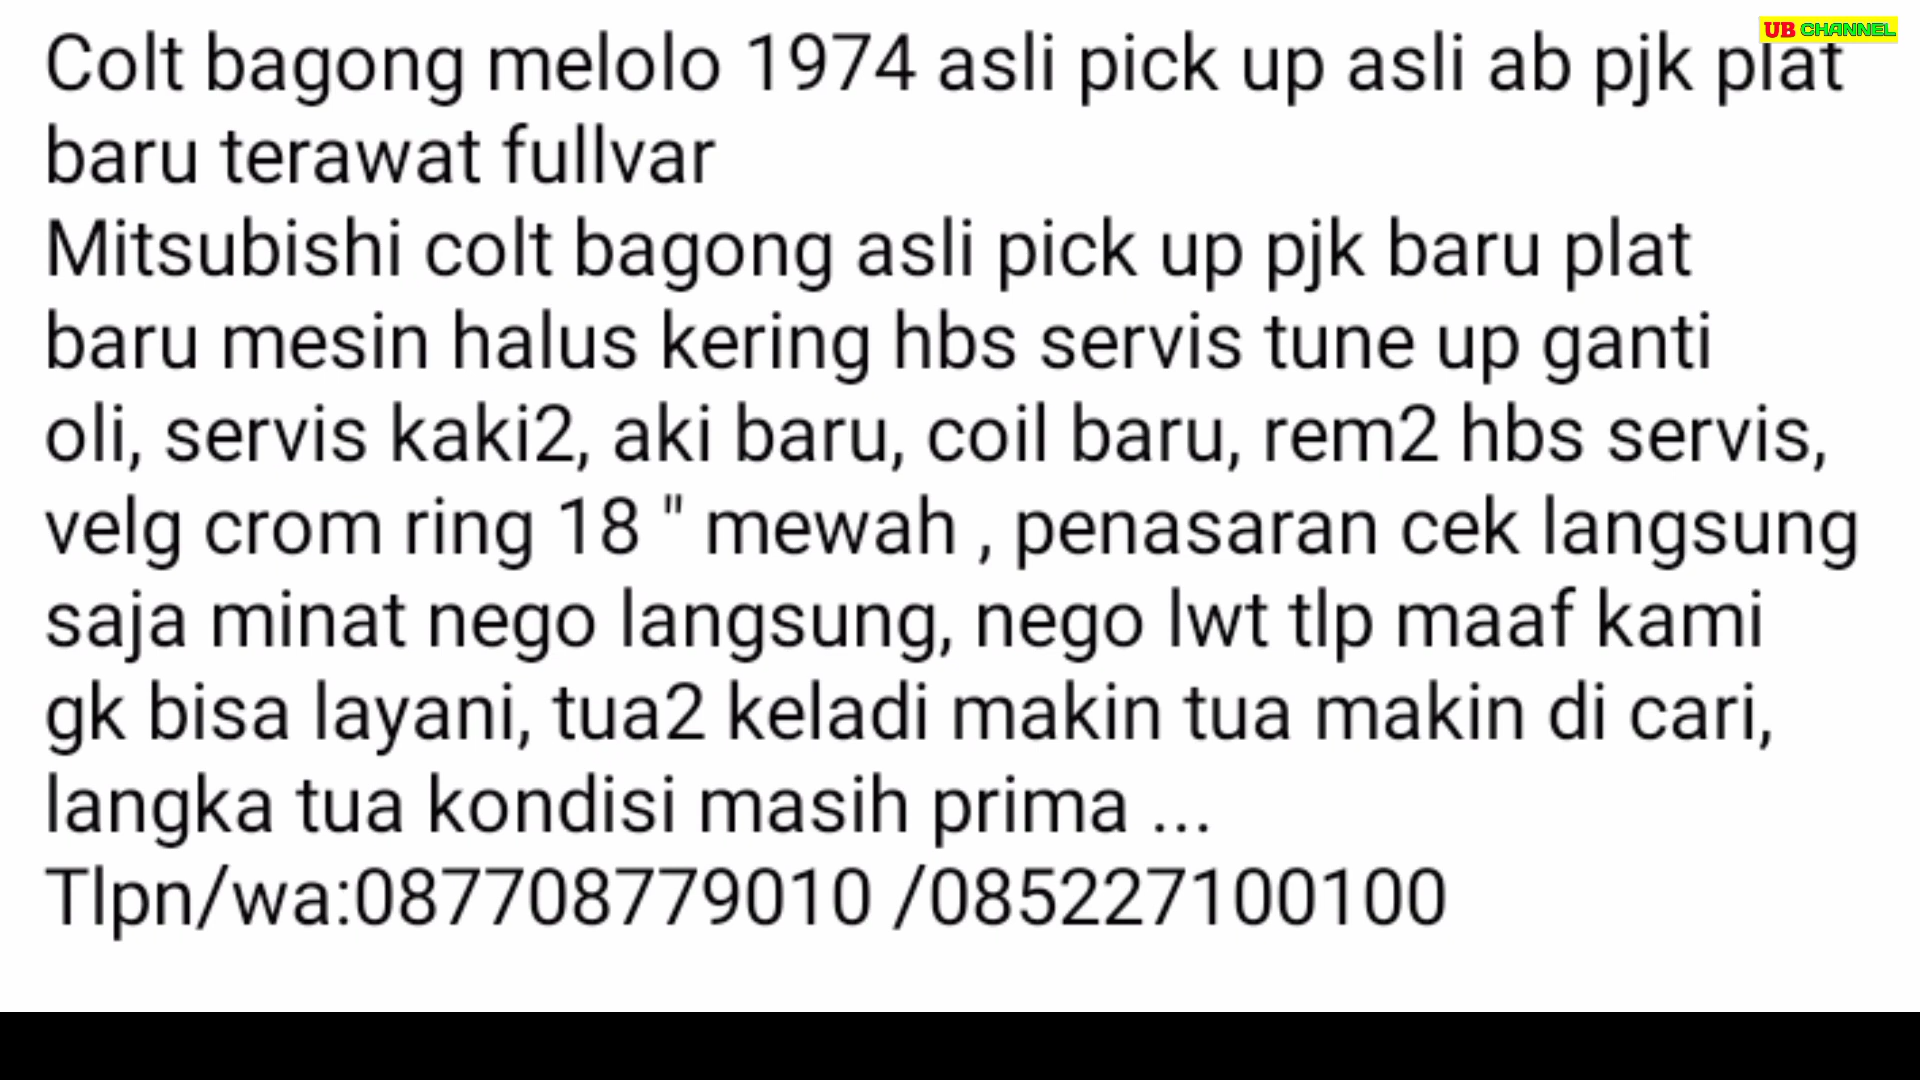 UB CHANNEL
Colt bagong melolo 1974 asli pick up asli ab pjk plat
baru terawat fullvar
Mitsubishi colt bagong asli pick up pjk baru plat
baru mesin halus kering hbs servis tune up ganti
oli, servis kaki2, aki baru, coil baru, rem2 hbs servis,
velg crom ring 18 " mewah , penasaran cek langsung
saja minat nego langsung, nego lwt tlp maaf kami
gk bisa layani, tua2 keladi makin tua makin di cari,
langka tua kondisi masih prima ...
Tlpn/wa:087708779010 /085227100100